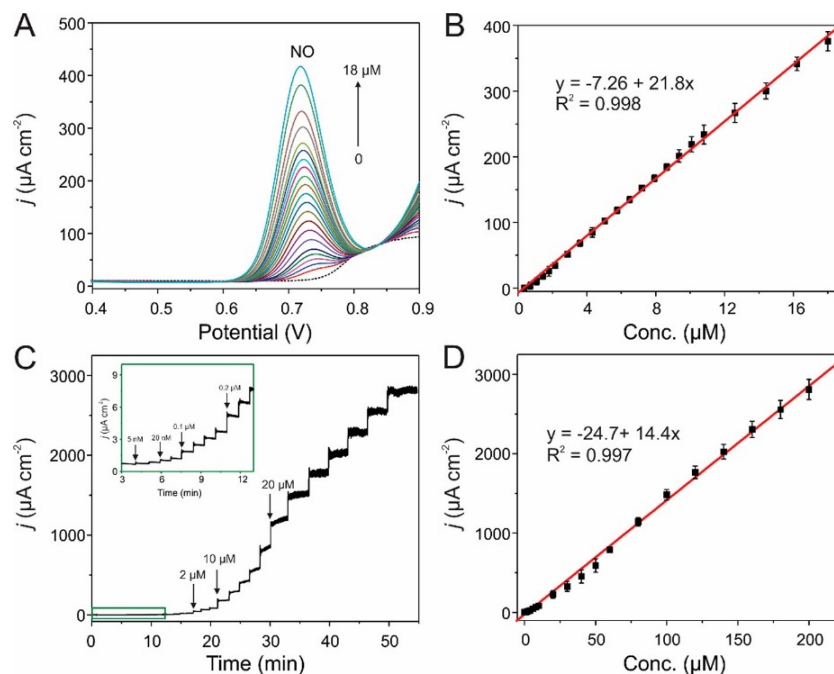 A
500
400
300
200
100
0
j (µA cm⁻²)
NO
18 µM
0
0.4 0.5 0.6 0.7 0.8 0.9
Potential (V)
B
400
300
200
100
0
j (µA cm⁻²)
y = -7.26 + 21.8x
R² = 0.998
0 4 8 12 16
Conc. (µM)
C
3000
2000
1000
0
j (µA cm⁻²)
9
6
3
0
j (µA cm⁻²)
5 nM
20 nM
0.1 µM
0.2 µM
3 6 9 12
Time (min)
2 µM
10 µM
20 µM
0 10 20 30 40 50
Time (min)
D
3000
2000
1000
0
j (µA cm⁻²)
y = -24.7+ 14.4x
R² = 0.997
0 50 100 150 200
Conc. (µM)